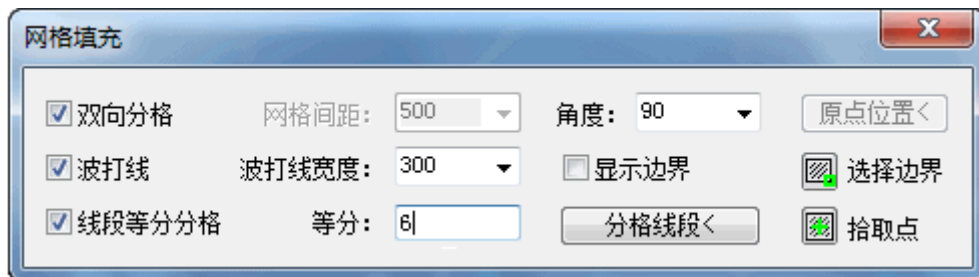 网格填充
双向分格 网格间距: 500 角度: 90 原点位置<
波打线 波打线宽度: 300 显示边界 选择边界
线段等分分格 等分: 6 分格线段< 拾取点